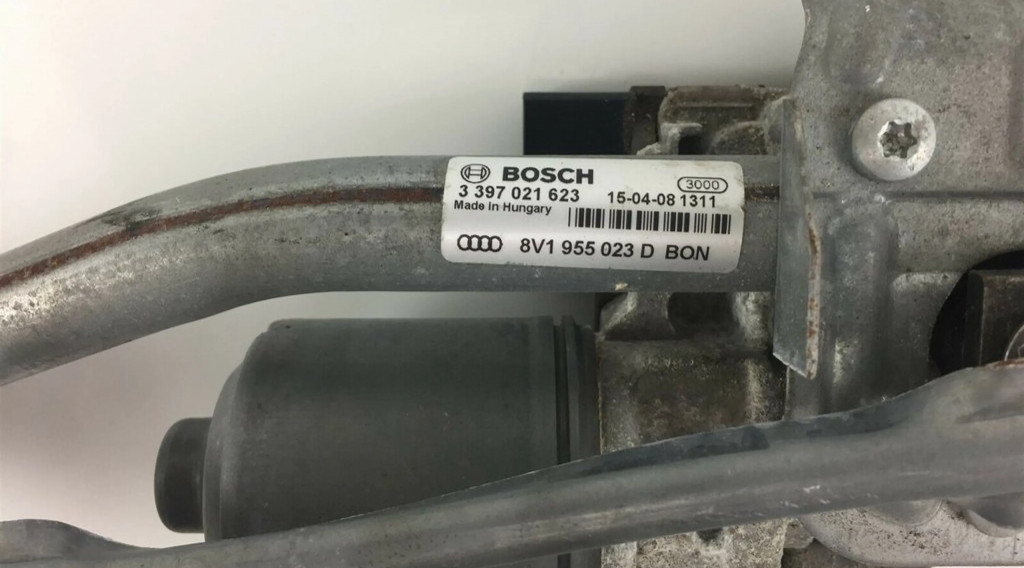 BOSCH
3000
3 397 021 623 15-04-08 1311
Made in Hungary
8V1 955 023 D BON